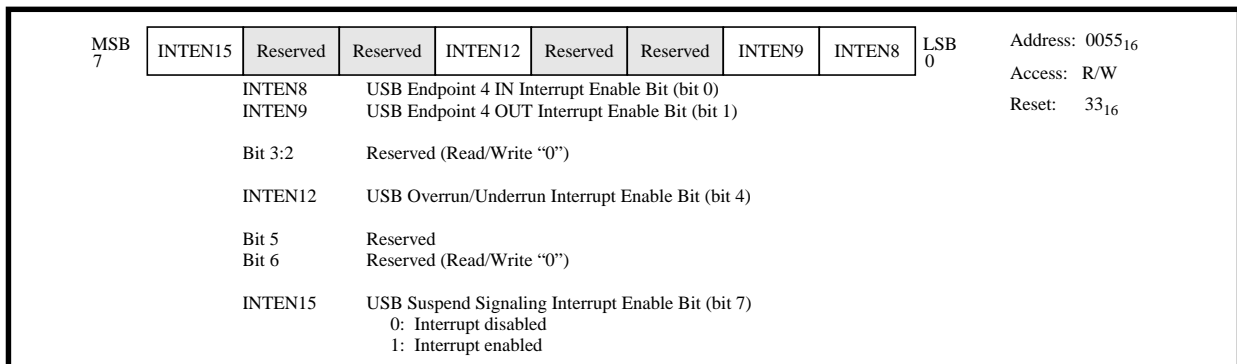 MSB 7 INTEN15 Reserved Reserved INTEN12 Reserved Reserved INTEN9 INTEN8 LSB 0
Address: 0055₁₆
Access: R/W
Reset: 33₁₆
INTEN8 USB Endpoint 4 IN Interrupt Enable Bit (bit 0)
INTEN9 USB Endpoint 4 OUT Interrupt Enable Bit (bit 1)
Bit 3:2 Reserved (Read/Write “0”)
INTEN12 USB Overrun/Underrun Interrupt Enable Bit (bit 4)
Bit 5 Reserved
Bit 6 Reserved (Read/Write “0”)
INTEN15 USB Suspend Signaling Interrupt Enable Bit (bit 7)
0: Interrupt disabled
1: Interrupt enabled